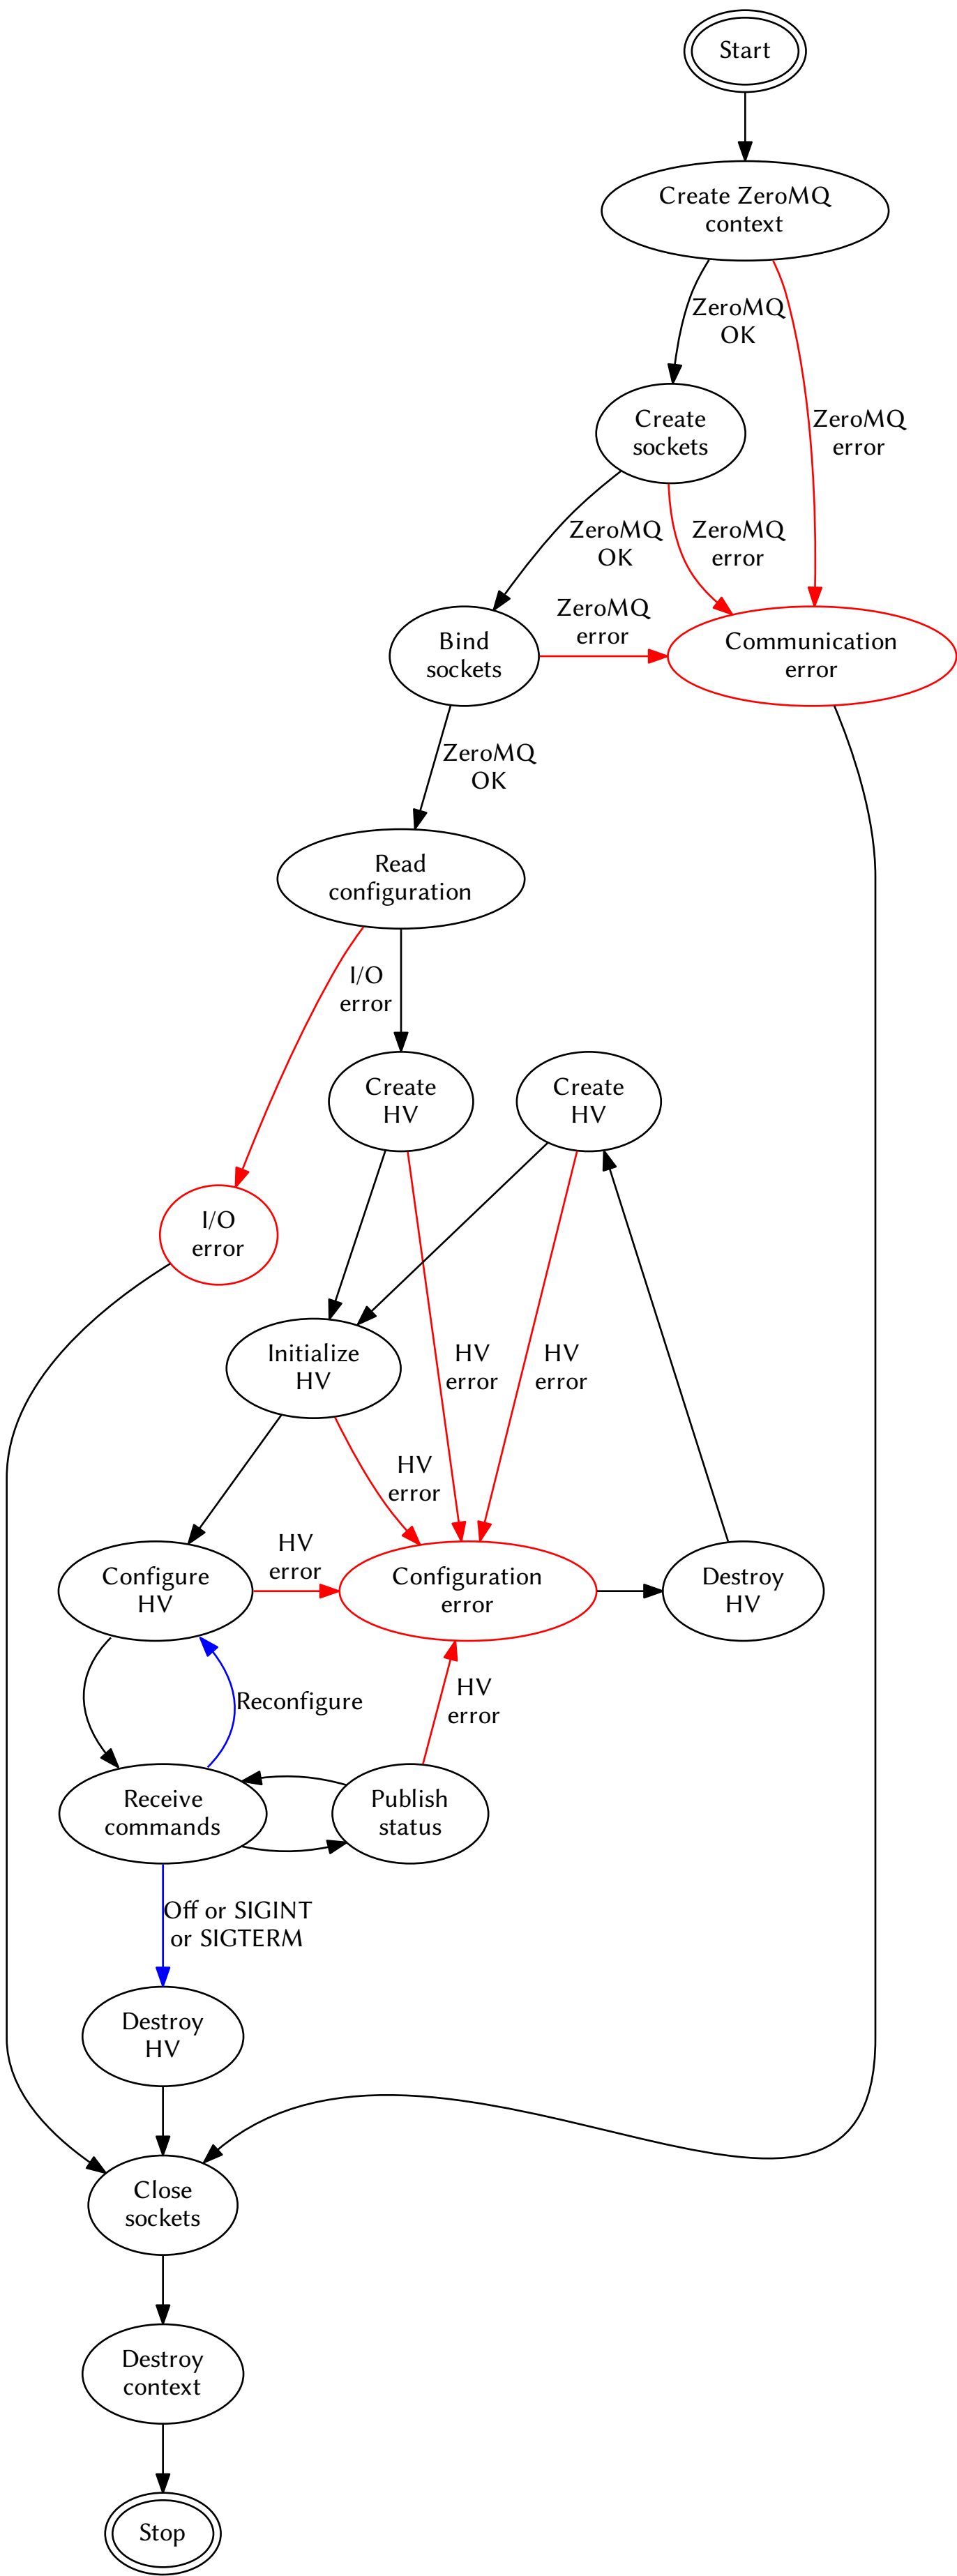 Start
Create ZeroMQ
context
ZeroMQ
OK
ZeroMQ
error
Create
sockets
ZeroMQ
OK
ZeroMQ
error
ZeroMQ
error
Bind
sockets
Communication
error
ZeroMQ
OK
Read
configuration
I/O
error
Create
HV
Create
HV
I/O
error
Initialize
HV
HV
error
HV
error
HV
error
Configure
HV
HV
error
Configuration
error
Destroy
HV
Reconfigure
HV
error
Receive
commands
Publish
status
Off or SIGINT
or SIGTERM
Destroy
HV
Close
sockets
Destroy
context
Stop